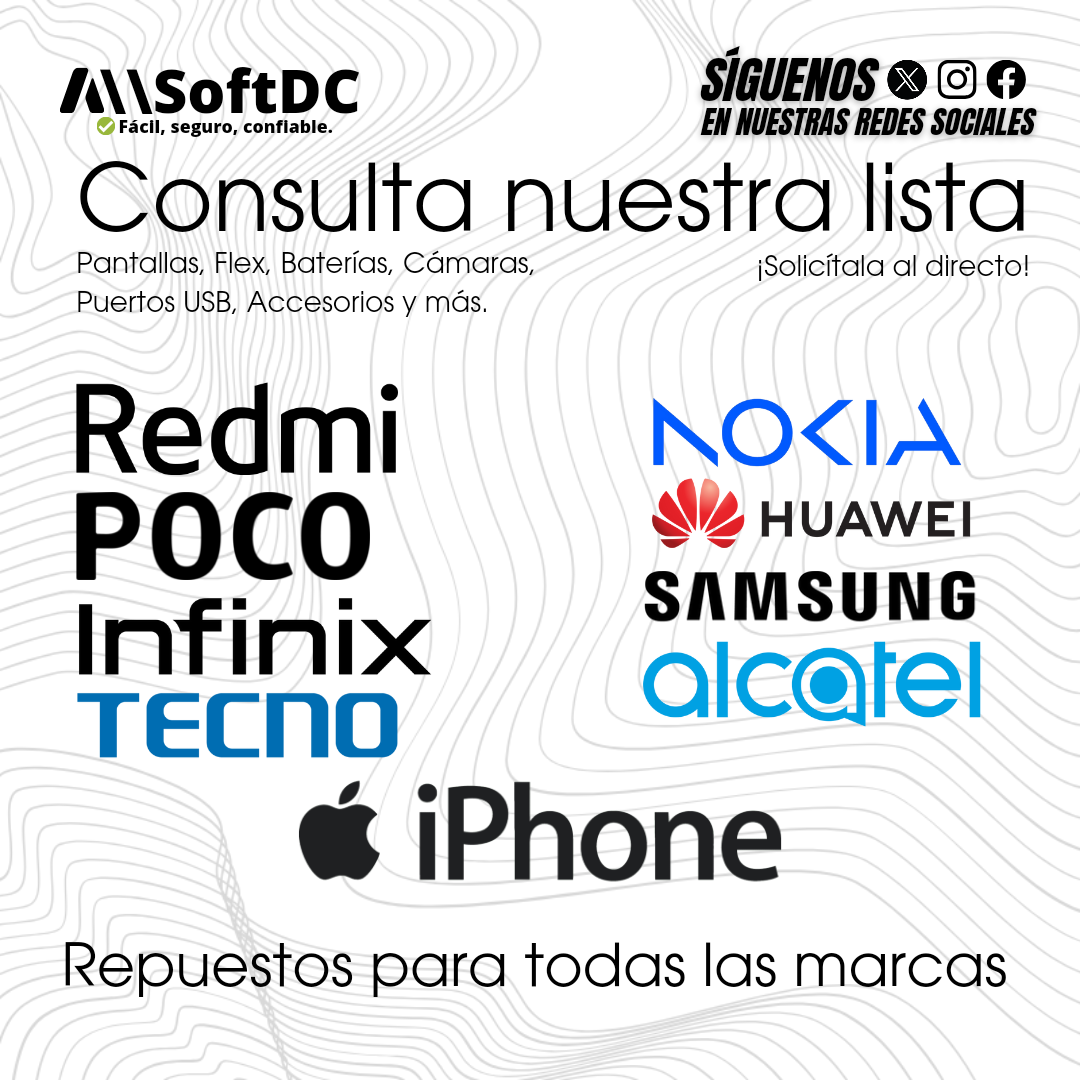 AllSoftDC
Fácil, seguro, confiable.
SÍGUENOS
EN NUESTRAS REDES SOCIALES
Consulta nuestra lista
Pantallas, Flex, Baterías, Cámaras,
Puertos USB, Accesorios y más.
¡Solicítala al directo!
Redmi
POCO
Infinix
TECNO
NOKIA
HUAWEI
SAMSUNG
alcatel
iPhone
Repuestos para todas las marcas